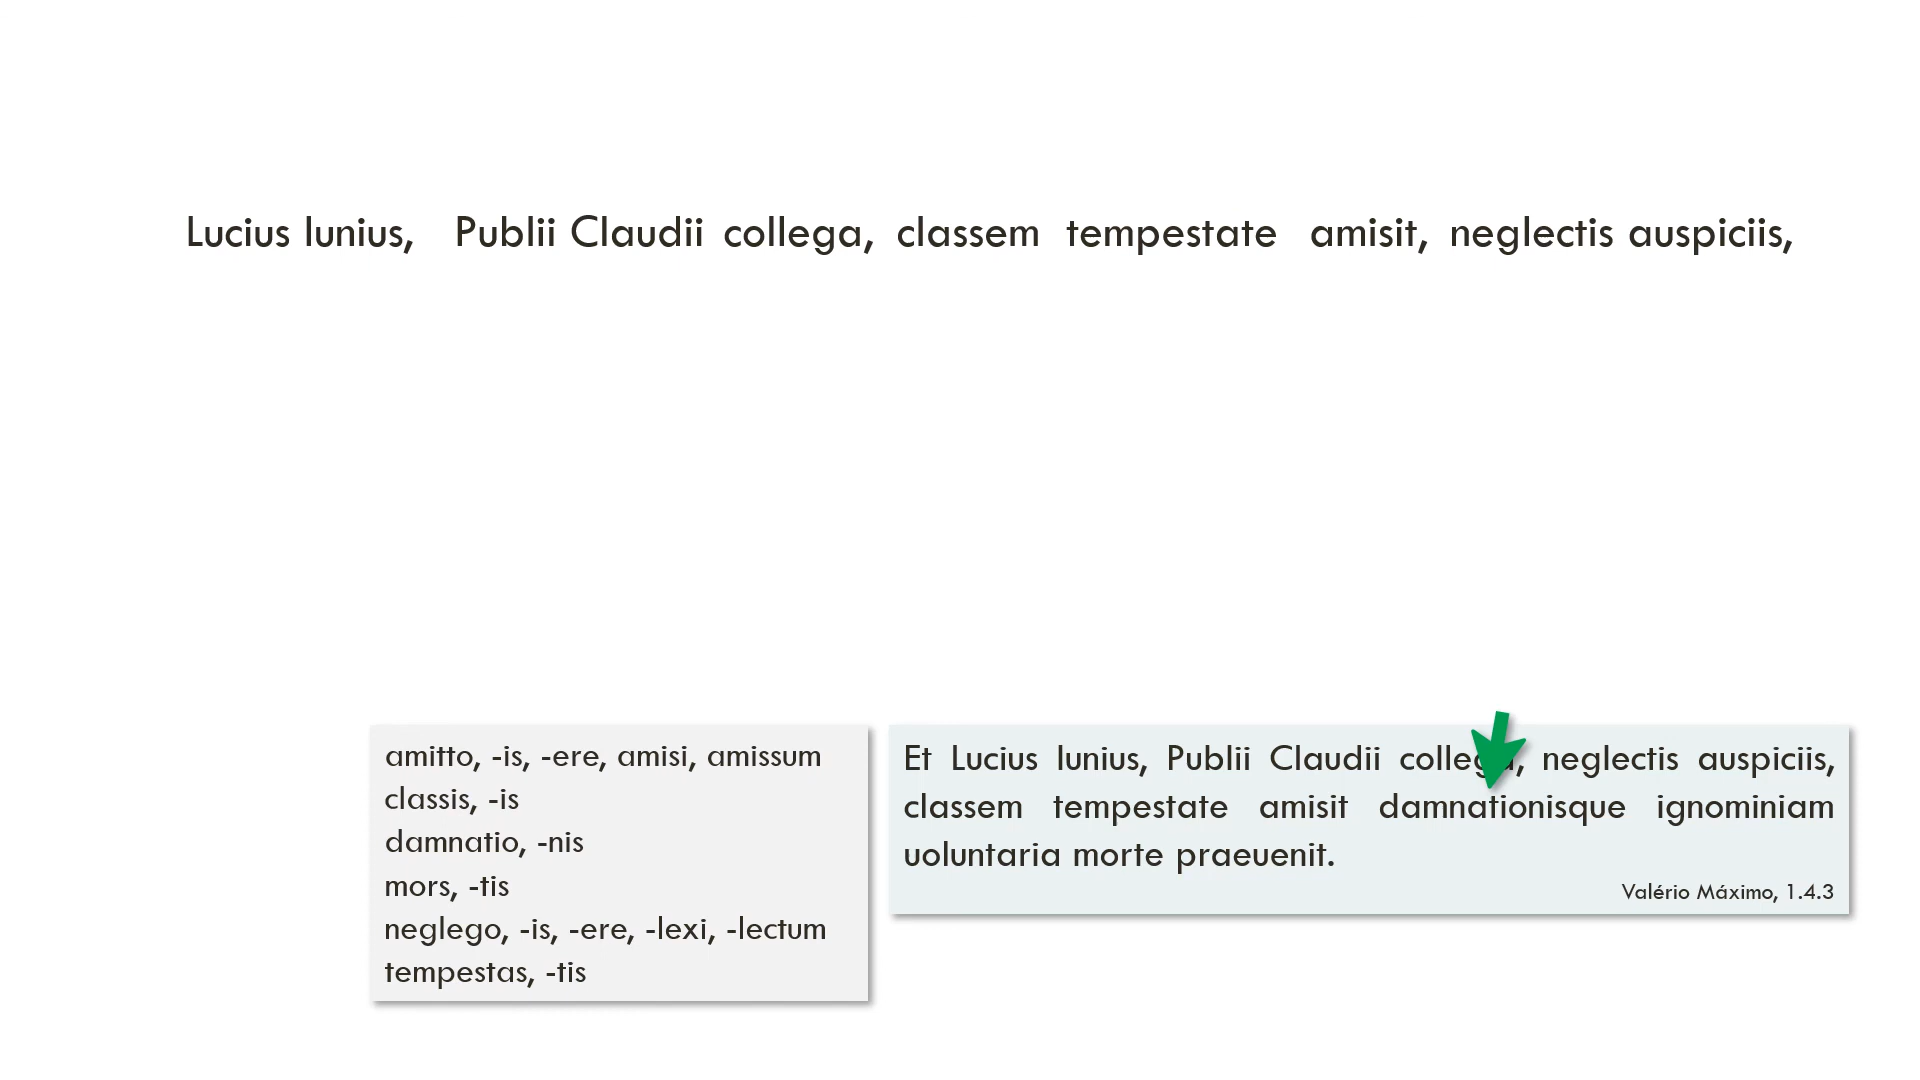 Lucius Iunius, Publii Claudii collega, classem tempestate amisit, neglectis auspiciis,
amitto, -is, -ere, amisi, amissum
classis, -is
damnatio, -nis
mors, -tis
neglego, -is, -ere, -lexi, -lectum
tempestas, -tis
Et Lucius Iunius, Publii Claudii collega, neglectis auspiciis,
classem tempestate amisit damnationisque ignominiam
uoluntaria morte praeuenit.
Valério Máximo, 1.4.3